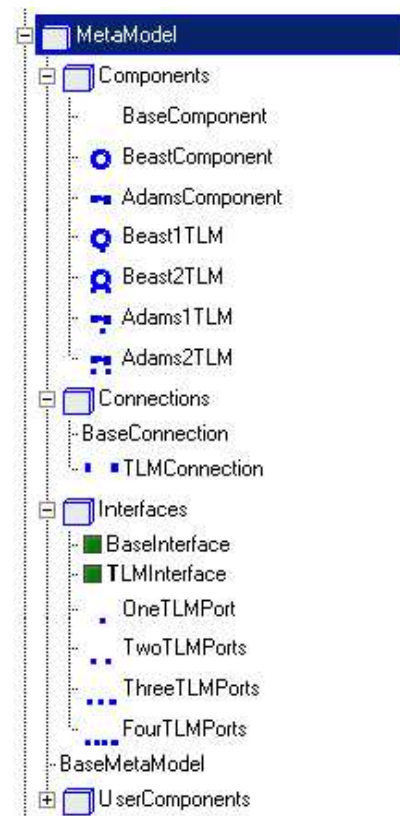 MetaModel
Components
BaseComponent
BeastComponent
AdamsComponent
Beast1TLM
Beast2TLM
Adams1TLM
Adams2TLM
Connections
BaseConnection
TLMConnection
Interfaces
BaseInterface
TLMInterface
OneTLMPort
TwoTLMPorts
ThreeTLMPorts
FourTLMPorts
BaseMetaModel
UserComponents